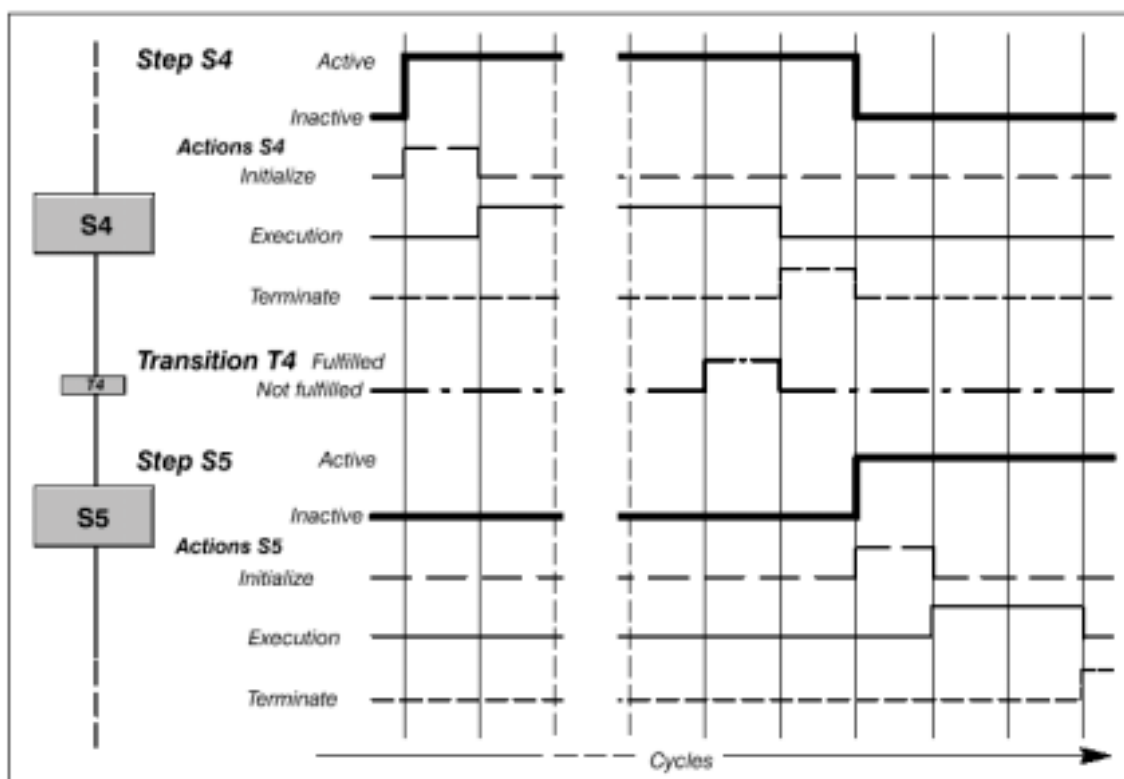 Step S4 Active
Inactive
Actions S4
Initialize
S4
Execution
Terminate
Transition T4 Fulfilled
T4
Not fulfilled
Step S5 Active
S5
Inactive
Actions S5
Initialize
Execution
Terminate
Cycles